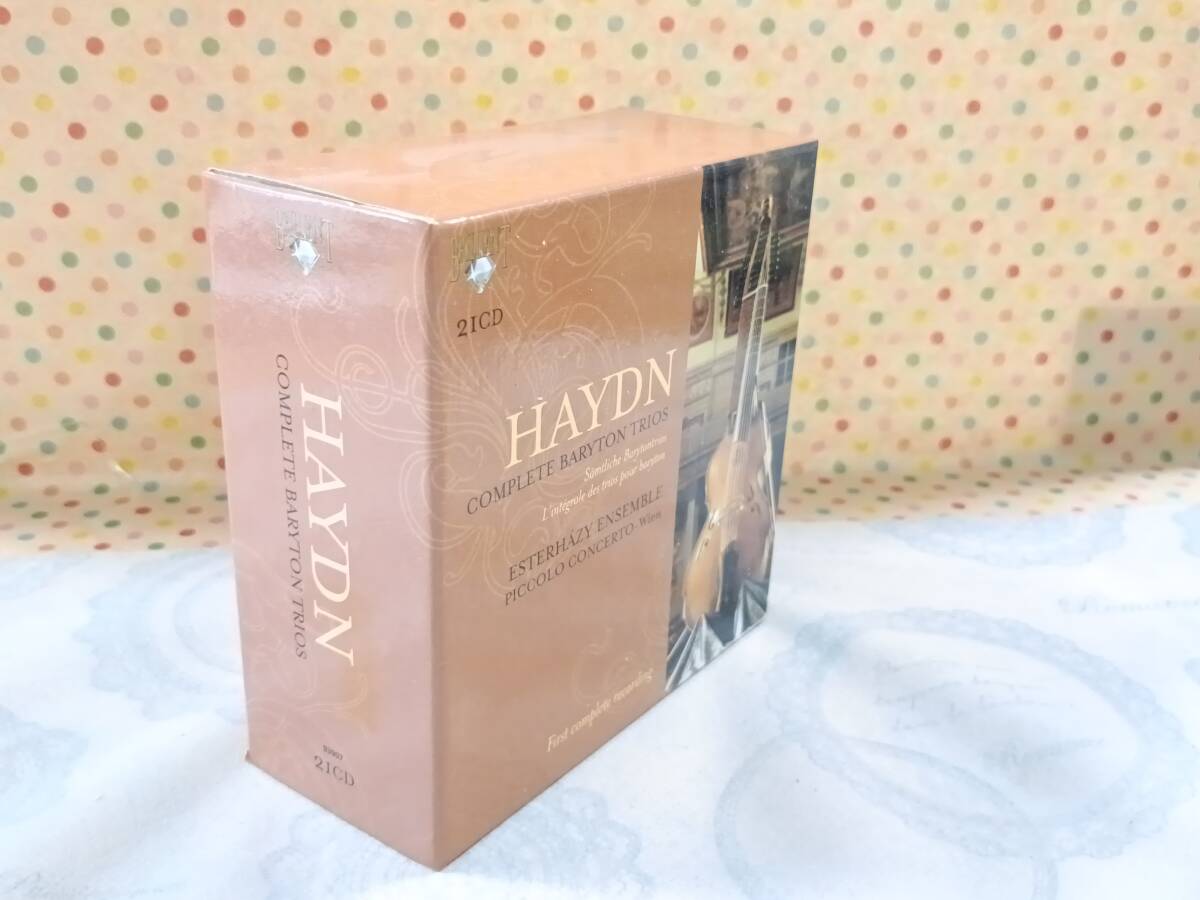 HAYDN
COMPLETE BARYTON TRIOS
21CD
21CD
HAYDN
COMPLETE BARYTON TRIOS
Sämtliche Barytontrios
L'intégrale des trios pour baryton
ESTERHÁZY ENSEMBLE
PICCOLO CONCERTO - Wien
First complete recording